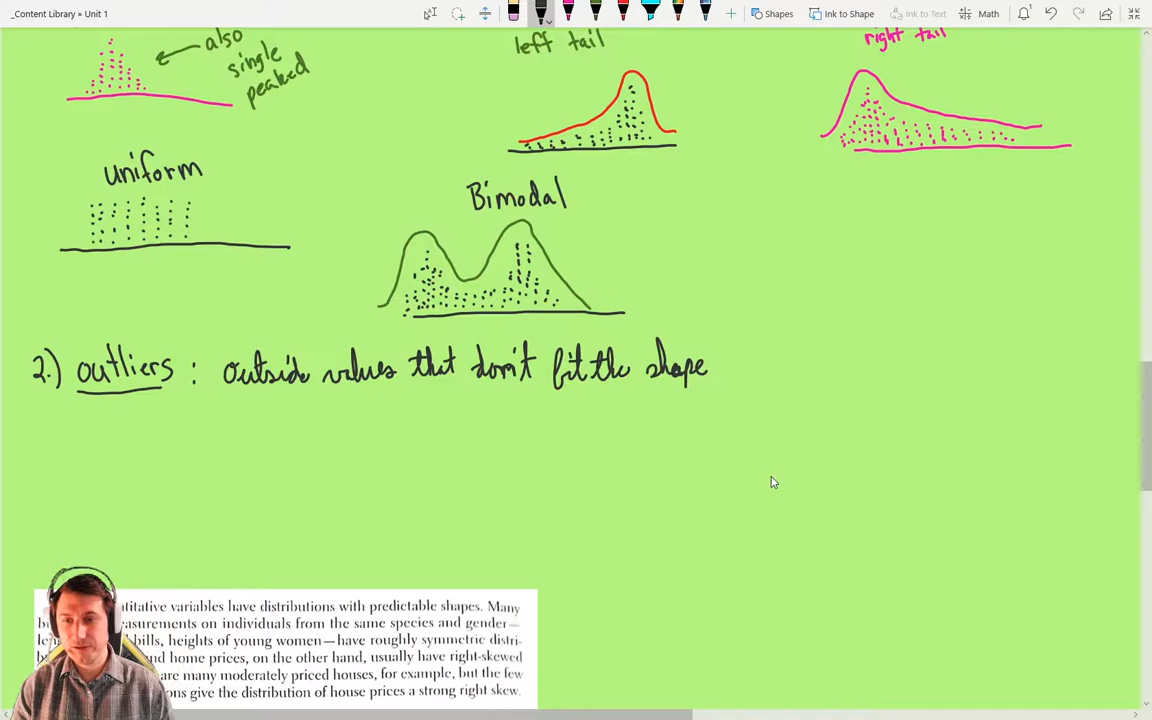 _Content Library » Unit 1
Shapes
Ink to Shape
Ink to Text
Math
also
single
peaked
left tail
right tail
uniform
Bimodal
2.) outliers : outside values that don't fit the shape
titative variables have distributions with predictable shapes. Many
asurements on individuals from the same species and gender—
bills, heights of young women—have roughly symmetric distri-
nd home prices, on the other hand, usually have right-skewed
are many moderately priced houses, for example, but the few
ons give the distribution of house prices a strong right skew.